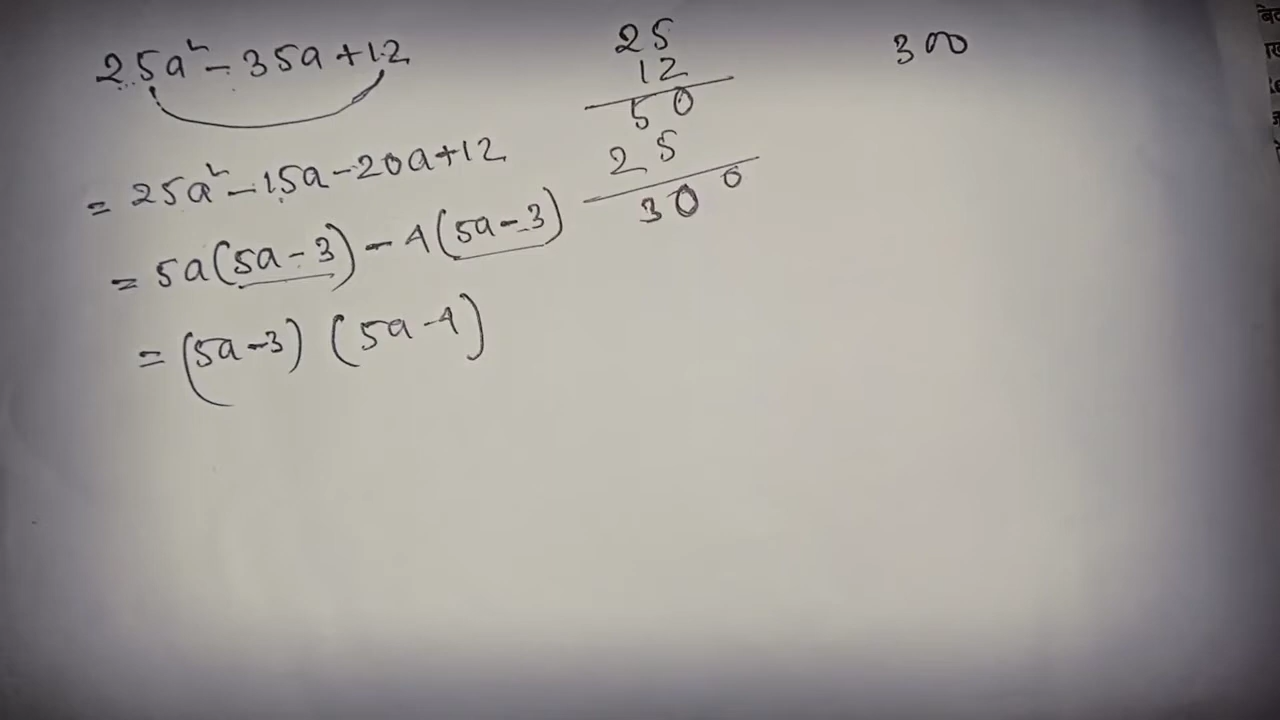 25a² - 35a + 12
= 25a² - 15a - 20a + 12
= 5a(5a - 3) - 4(5a - 3)
= (5a - 3) (5a - 4)
25
12
50
25
300
300